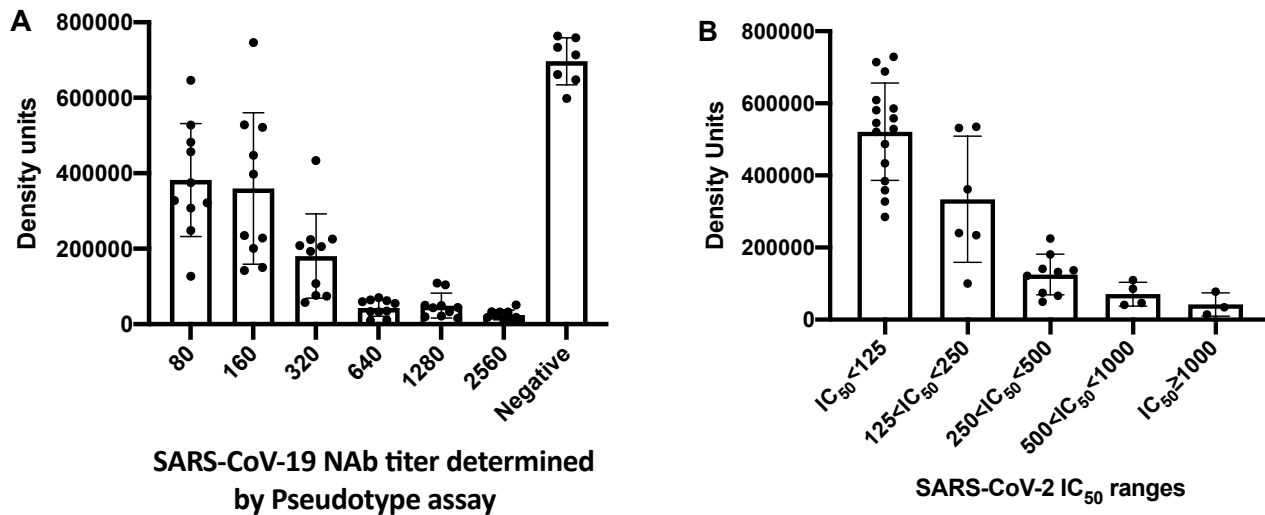 A
800000
600000
400000
200000
0
Density units
80
160
320
640
1280
2560
Negative
SARS-CoV-19 NAb titer determined
by Pseudotype assay
B
800000
600000
400000
200000
0
Density Units
IC₅₀<125
125<IC₅₀<250
250<IC₅₀<500
500<IC₅₀<1000
IC₅₀≥1000
SARS-CoV-2 IC₅₀ ranges